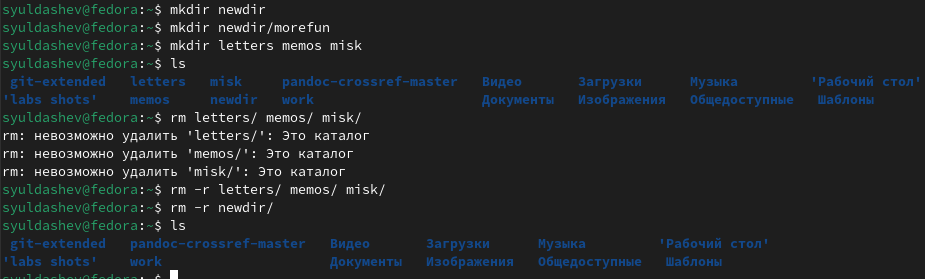 syuldashev@fedora:~$ mkdir newdir
syuldashev@fedora:~$ mkdir newdir/morefun
syuldashev@fedora:~$ mkdir letters memos misk
syuldashev@fedora:~$ ls
 git-extended   letters   misk     pandoc-crossref-master   Видео       Загрузки      Музыка         'Рабочий стол'
'labs shots'    memos     newdir   work                     Документы   Изображения   Общедоступные   Шаблоны
syuldashev@fedora:~$ rm letters/ memos/ misk/
rm: невозможно удалить 'letters/': Это каталог
rm: невозможно удалить 'memos/': Это каталог
rm: невозможно удалить 'misk/': Это каталог
syuldashev@fedora:~$ rm -r letters/ memos/ misk/
syuldashev@fedora:~$ rm -r newdir/
syuldashev@fedora:~$ ls
 git-extended   pandoc-crossref-master   Видео       Загрузки      Музыка         'Рабочий стол'
'labs shots'    work                     Документы   Изображения   Общедоступные   Шаблоны
syuldashev@fedora:~$